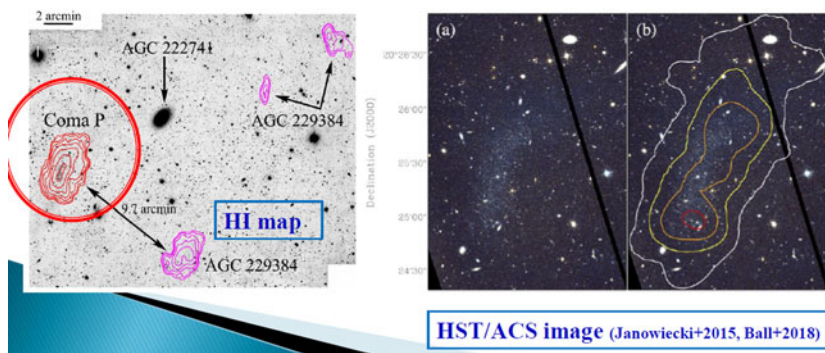 2 arcmin
AGC 222741
Coma P
AGC 229384
9.7 arcmin
HI map
AGC 229384
(a)
(b)
20°26'30"
26'00"
25'30"
25'00"
24'30"
Declination (J2000)
HST/ACS image (Janowiecki+2015, Ball+2018)